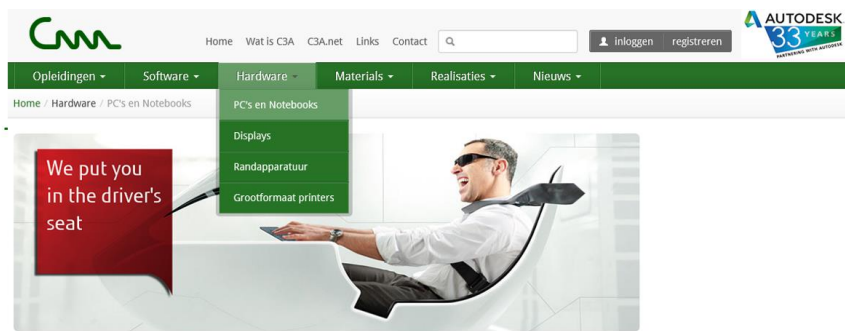 AUTODESK
33 YEARS
PARTNERING WITH AUTODESK
Home Wat is C3A C3A.net Links Contact inloggen registreren
Opleidingen Software Hardware Materials Realisaties Nieuws
Home / Hardware / PC's en Notebooks
PC's en Notebooks
Displays
Randapparatuur
Grootformaat printers
We put you
in the driver's
seat